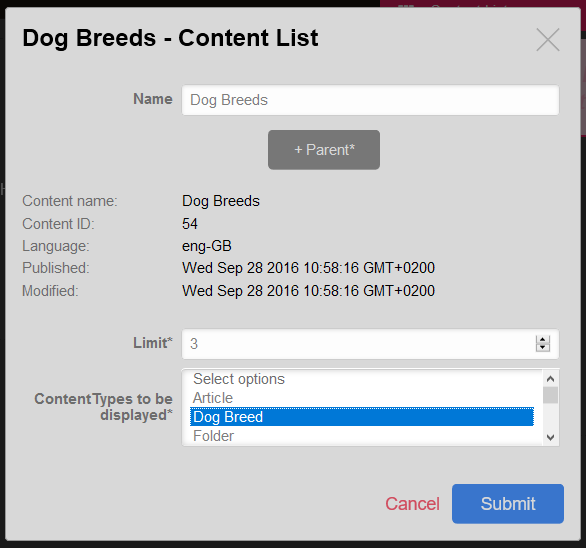 Dog Breeds - Content List
Name Dog Breeds
+ Parent*
Content name: Dog Breeds
Content ID: 54
Language: eng-GB
Published: Wed Sep 28 2016 10:58:16 GMT+0200
Modified: Wed Sep 28 2016 10:58:16 GMT+0200
Limit* 3
Select options
Article
ContentTypes to be
displayed*
Dog Breed
Folder
Cancel Submit